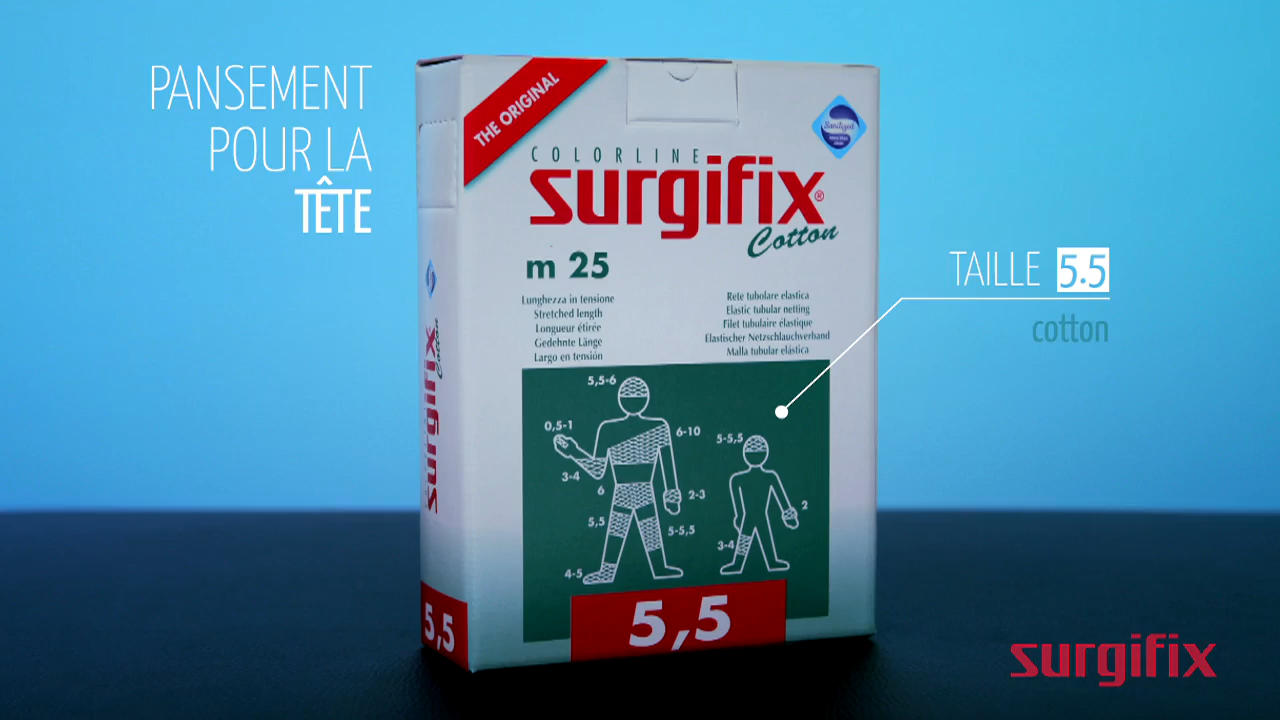 PANSEMENT
POUR LA
TÊTE
THE ORIGINAL
Sanitized
COLORLINE
surgifix®
Cotton
m 25
Lunghezza in tensione
Stretched length
Longueur étirée
Gedehnte Länge
Largo en tensión
Rete tubolare elastica
Elastic tubular netting
Filet tubulaire élastique
Elastischer Netzschlauchverband
Malla tubular elástica
TAILLE 5.5
cotton
5,5-6
0,5-1
6-10
3-4
6
2-3
5,5
5-5,5
4-5
5-5,5
2
3-4
5,5
surgifix
Cotton
5,5
surgifix